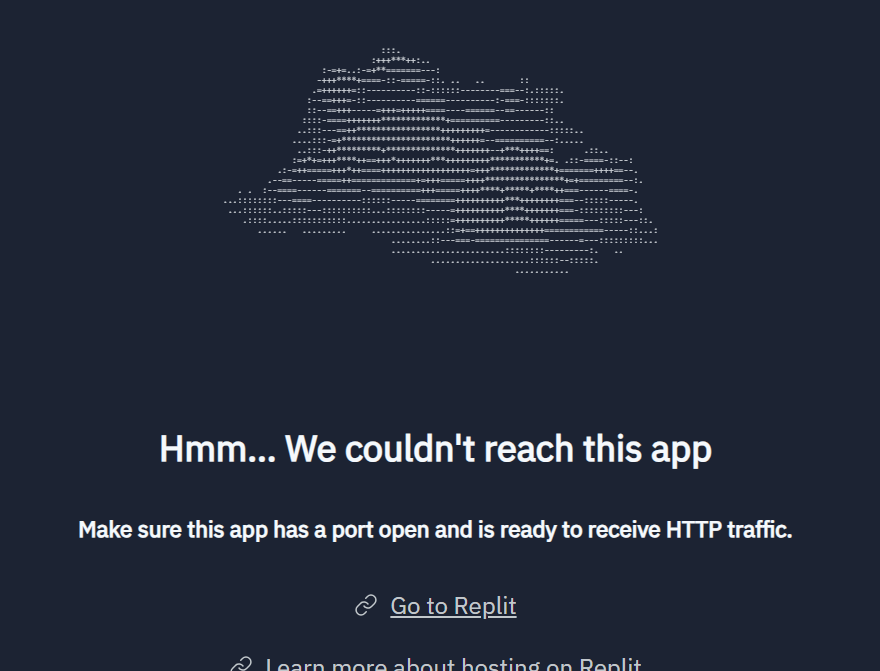 Hmm... We couldn't reach this app
Make sure this app has a port open and is ready to receive HTTP traffic.
Go to Replit
Learn more about hosting on Replit